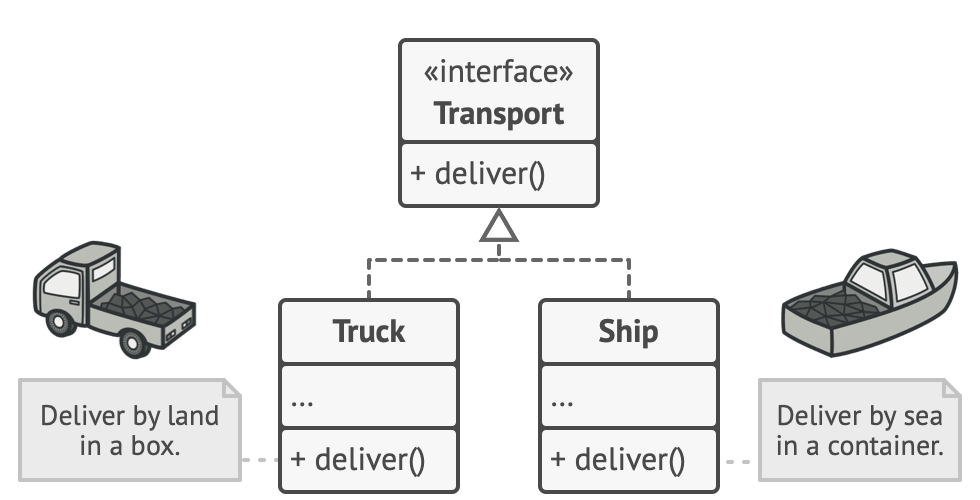 «interface»
Transport
+ deliver()
Truck
...
+ deliver()
Ship
...
+ deliver()
Deliver by land
in a box.
Deliver by sea
in a container.